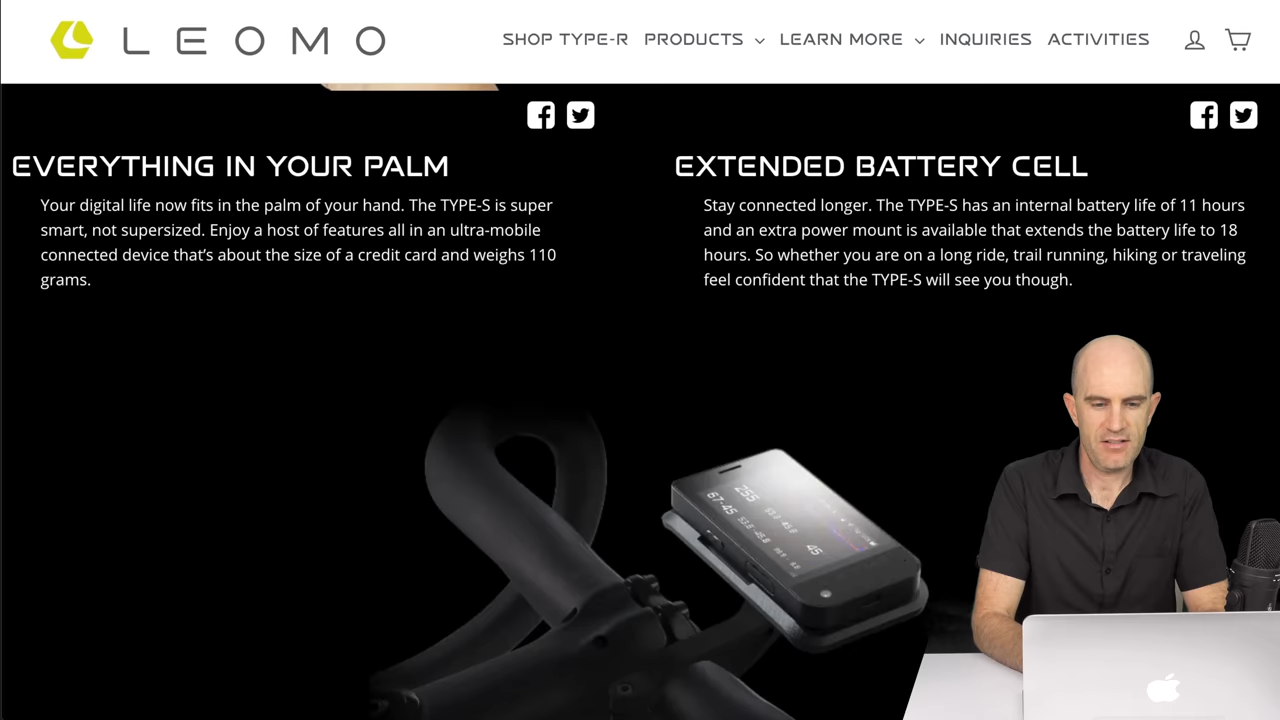 LEOMO
SHOP TYPE-R PRODUCTS LEARN MORE INQUIRIES ACTIVITIES
EVERYTHING IN YOUR PALM
Your digital life now fits in the palm of your hand. The TYPE-S is super
smart, not supersized. Enjoy a host of features all in an ultra-mobile
connected device that’s about the size of a credit card and weighs 110
grams.
EXTENDED BATTERY CELL
Stay connected longer. The TYPE-S has an internal battery life of 11 hours
and an extra power mount is available that extends the battery life to 18
hours. So whether you are on a long ride, trail running, hiking or traveling
feel confident that the TYPE-S will see you though.
255
67-45
45